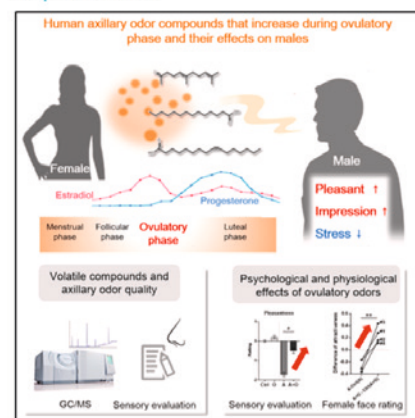 Human axillary odor compounds that increase during ovulatory
phase and their effects on males
Female
Male
Estradiol
Progesterone
Pleasant ↑
Impression ↑
Stress ↓
Menstrual
phase
Follicular
phase
Ovulatory
phase
Luteal
phase
Volatile compounds and
axillary odor quality
Psychological and physiological
effects of ovulatory odors
Pleasantness
GC/MS
Sensory evaluation
Sensory evaluation
Female face rating